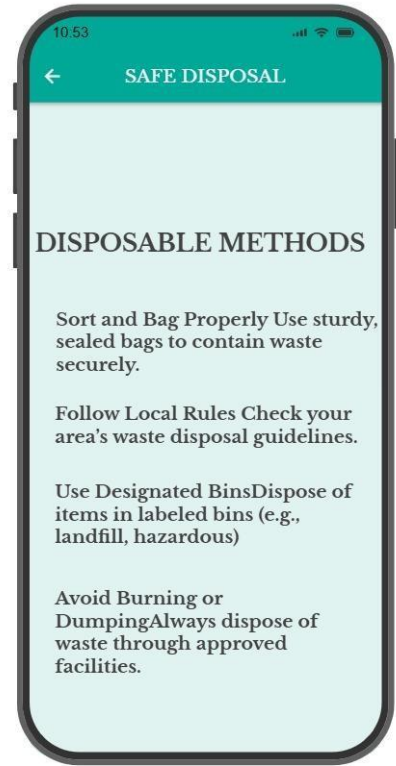 10:53
SAFE DISPOSAL
DISPOSABLE METHODS
Sort and Bag Properly Use sturdy,
sealed bags to contain waste
securely.
Follow Local Rules Check your
area's waste disposal guidelines.
Use Designated BinsDispose of
items in labeled bins (e.g.,
landfill, hazardous)
Avoid Burning or
DumpingAlways dispose of
waste through approved
facilities.